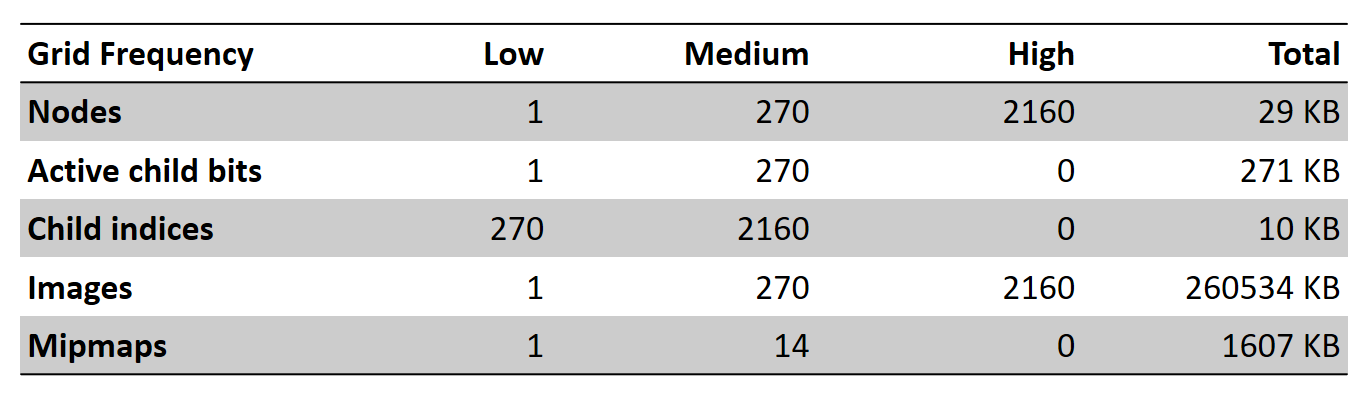 Grid Frequency Low Medium High Total
Nodes 1 270 2160 29 KB
Active child bits 1 270 0 271 KB
Child indices 270 2160 0 10 KB
Images 1 270 2160 260534 KB
Mipmaps 1 14 0 1607 KB